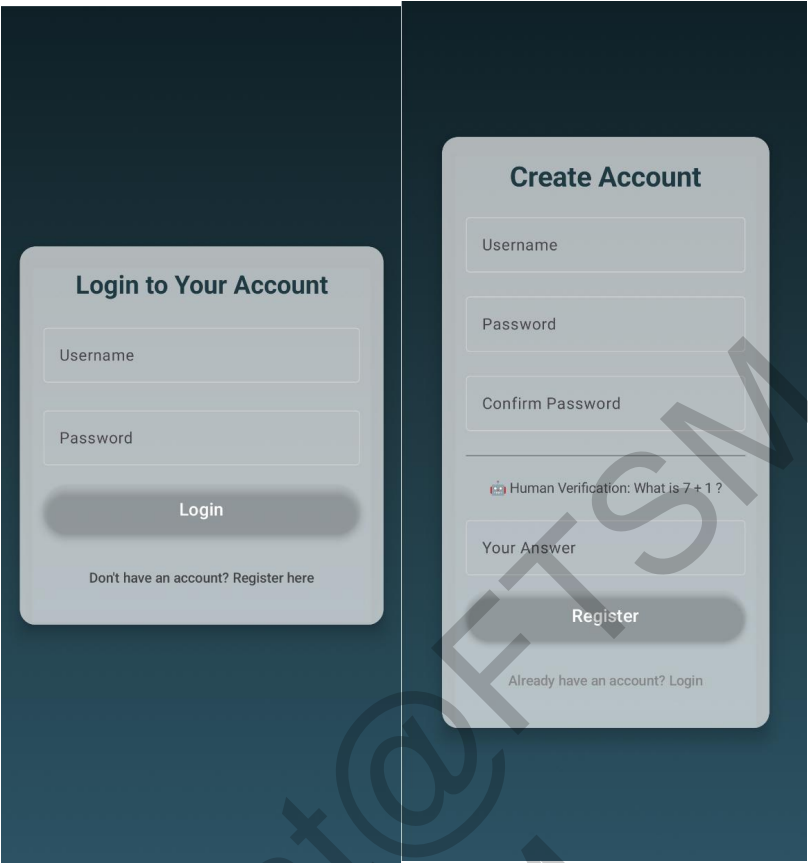 Login to Your Account
Username
Password
Login
Don't have an account? Register here
Create Account
Username
Password
Confirm Password
🤖 Human Verification: What is 7 + 1 ?
Your Answer
Register
Already have an account? Login
t@FTSM